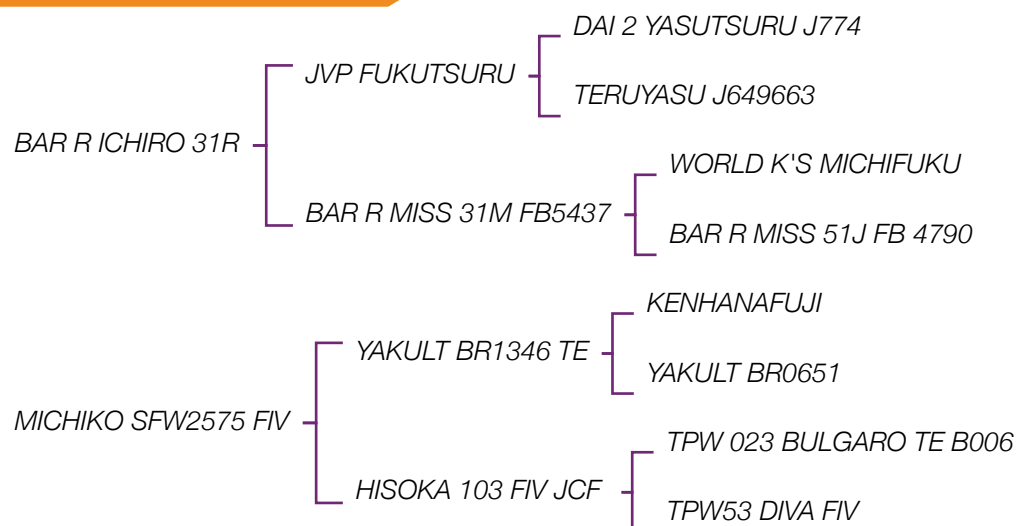 DAI 2 YASUTSURU J774
JVP FUKUTSURU
TERUYASU J649663
BAR R ICHIRO 31R
WORLD K'S MICHIFUKU
BAR R MISS 31M FB5437
BAR R MISS 51J FB 4790
KENHANAFUJI
YAKULT BR1346 TE
YAKULT BR0651
MICHIKO SFW2575 FIV
TPW 023 BULGARO TE B006
HISOKA 103 FIV JCF
TPW53 DIVA FIV